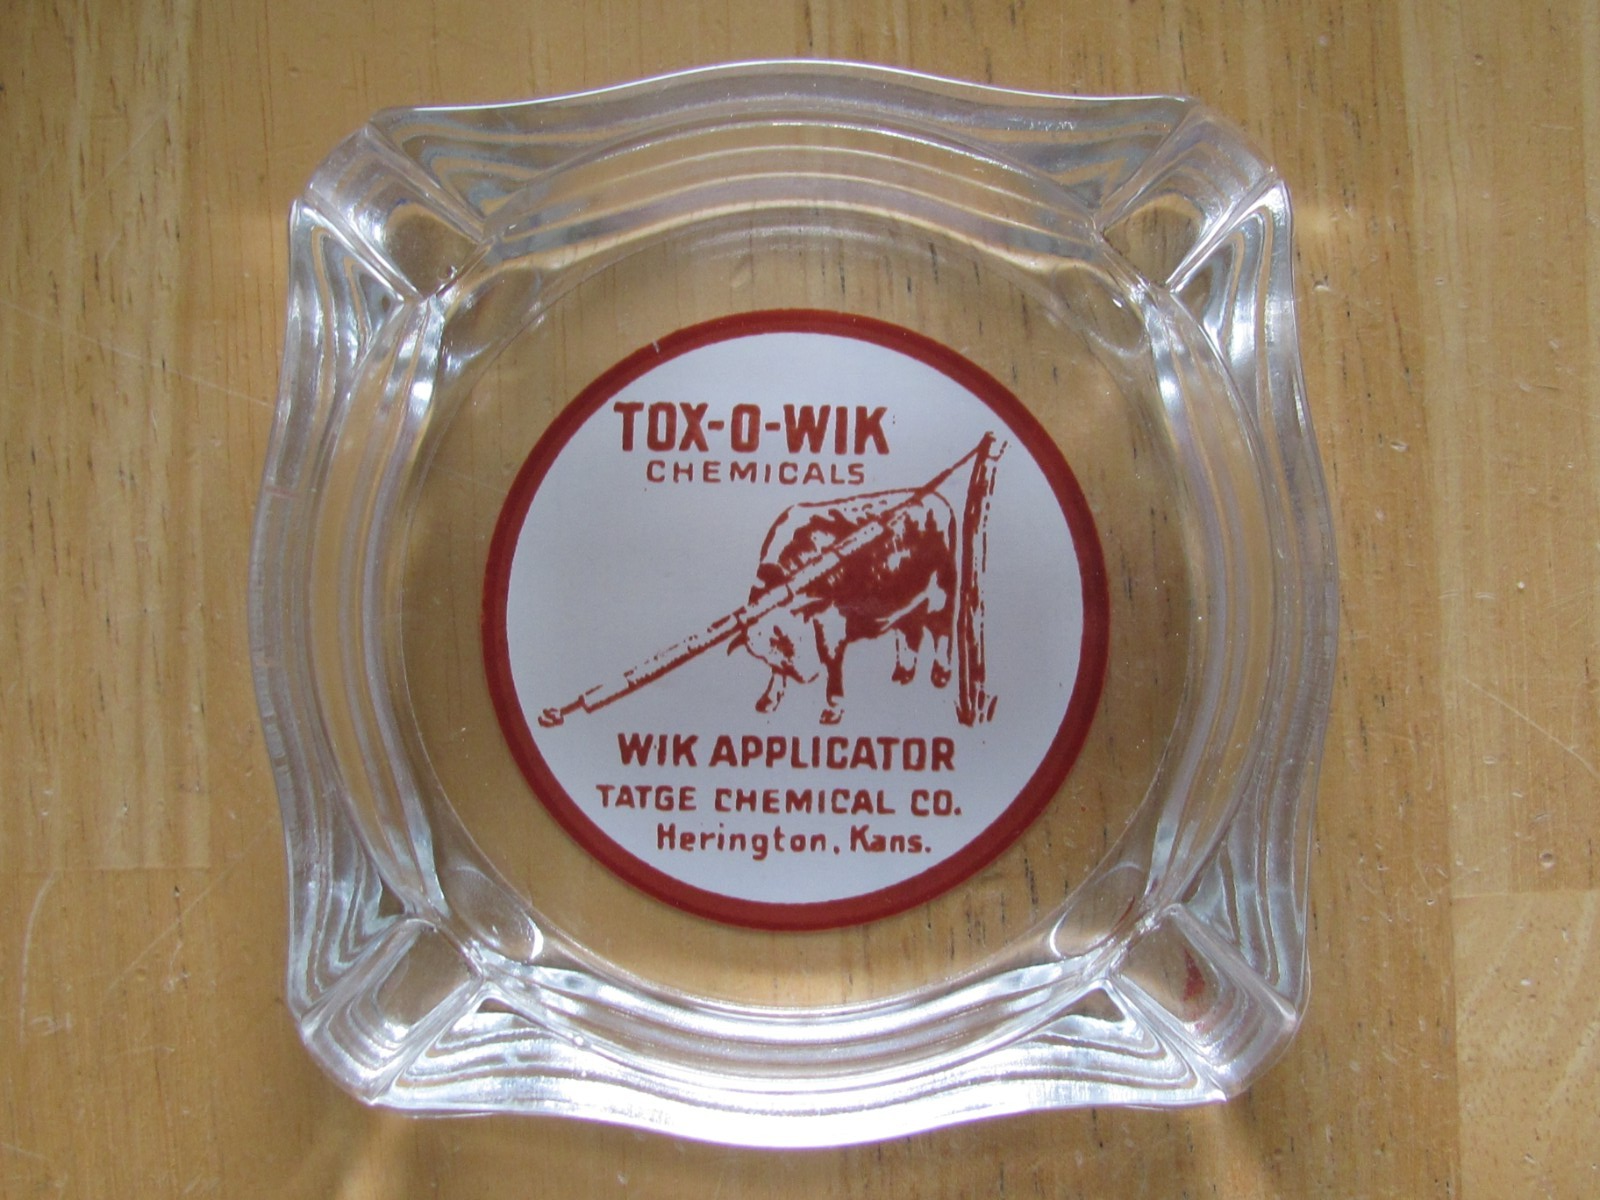 TOX-O-WIK
CHEMICALS
WIK APPLICATOR
TATGE CHEMICAL CO.
Herington, Kans.